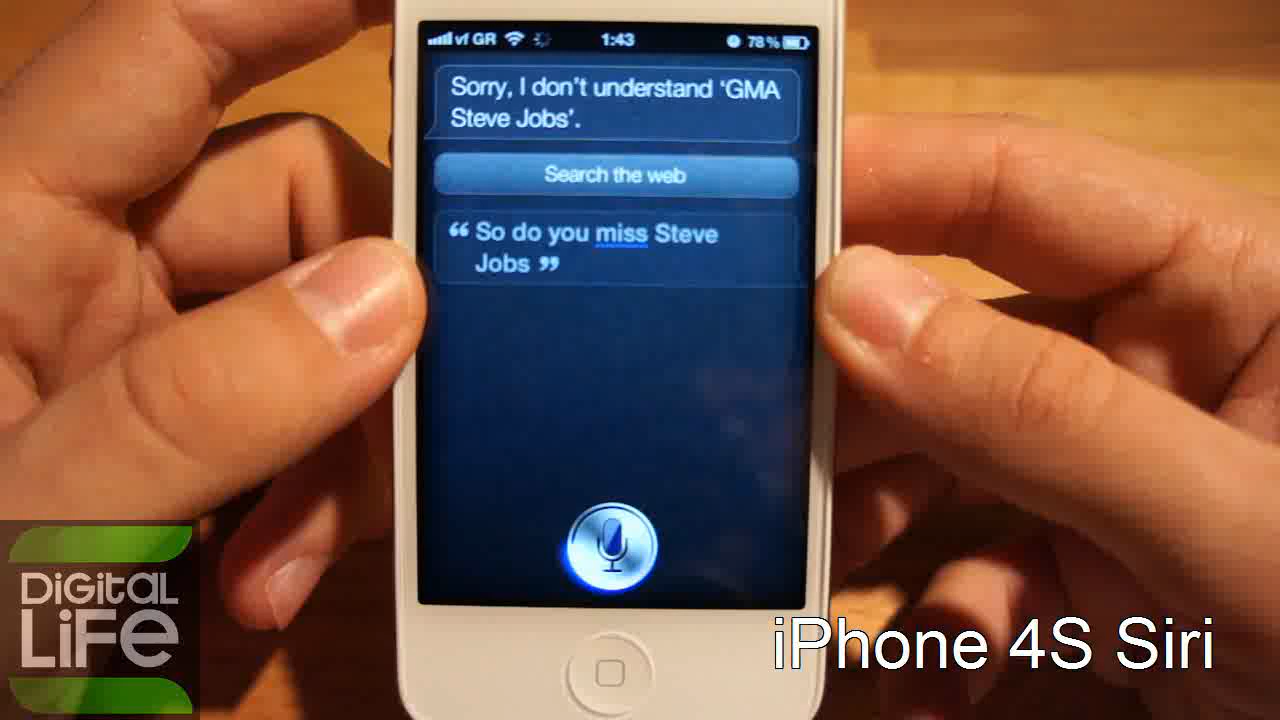 vf GR 1:43 78%
Sorry, I don't understand 'GMA
Steve Jobs'.
Search the web
“ So do you miss Steve
Jobs ”
DiGitaL
LiFe
iPhone 4S Siri